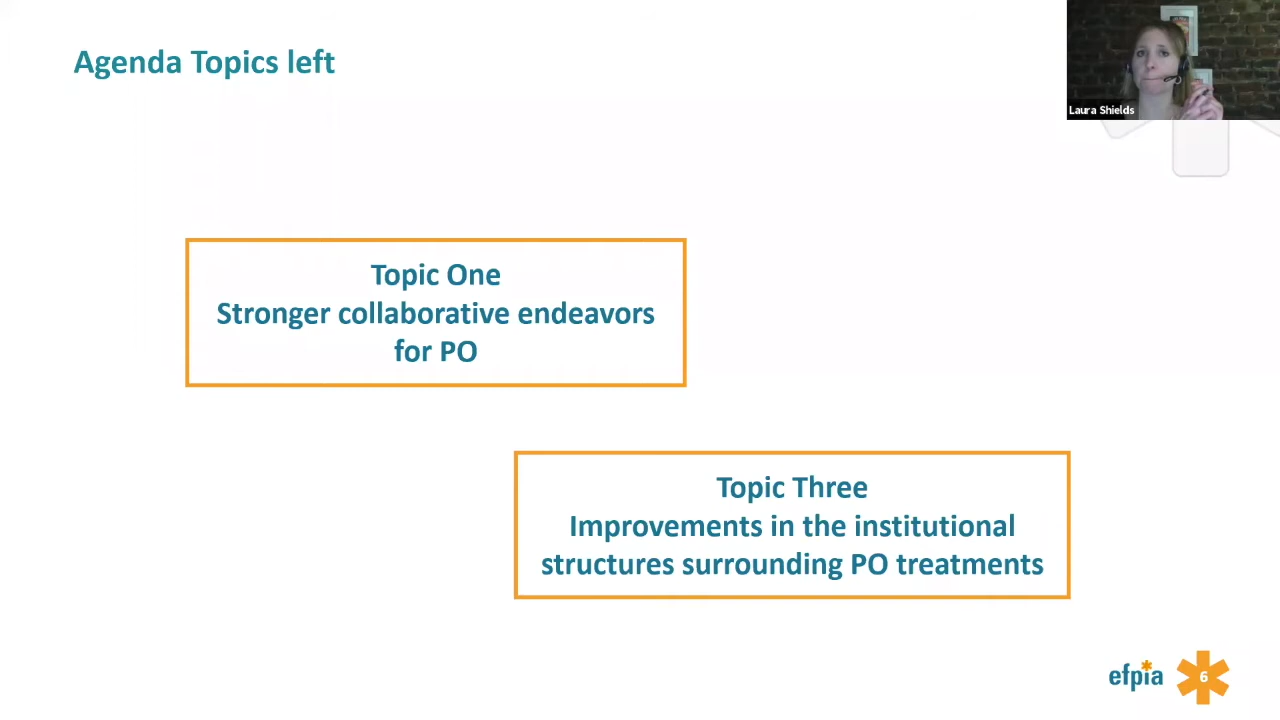 Agenda Topics left
Laura Shields
Topic One
Stronger collaborative endeavors
for PO
Topic Three
Improvements in the institutional
structures surrounding PO treatments
efpia
6